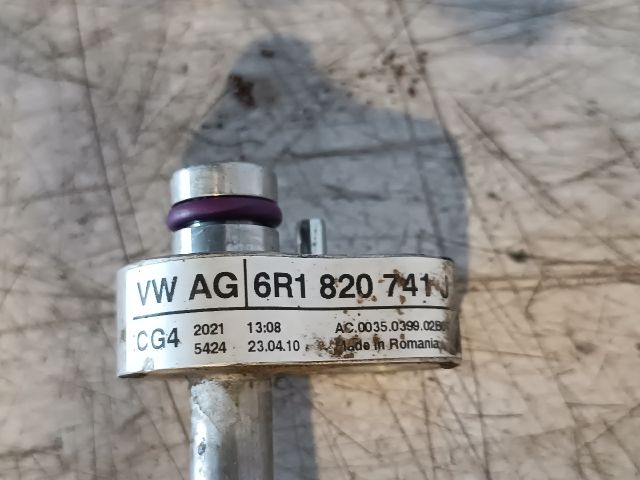 VW AG 6R1 820 741 J
CG4 2021 13:08 AC.0035.0399.02
5424 23.04.10 Made in Romania